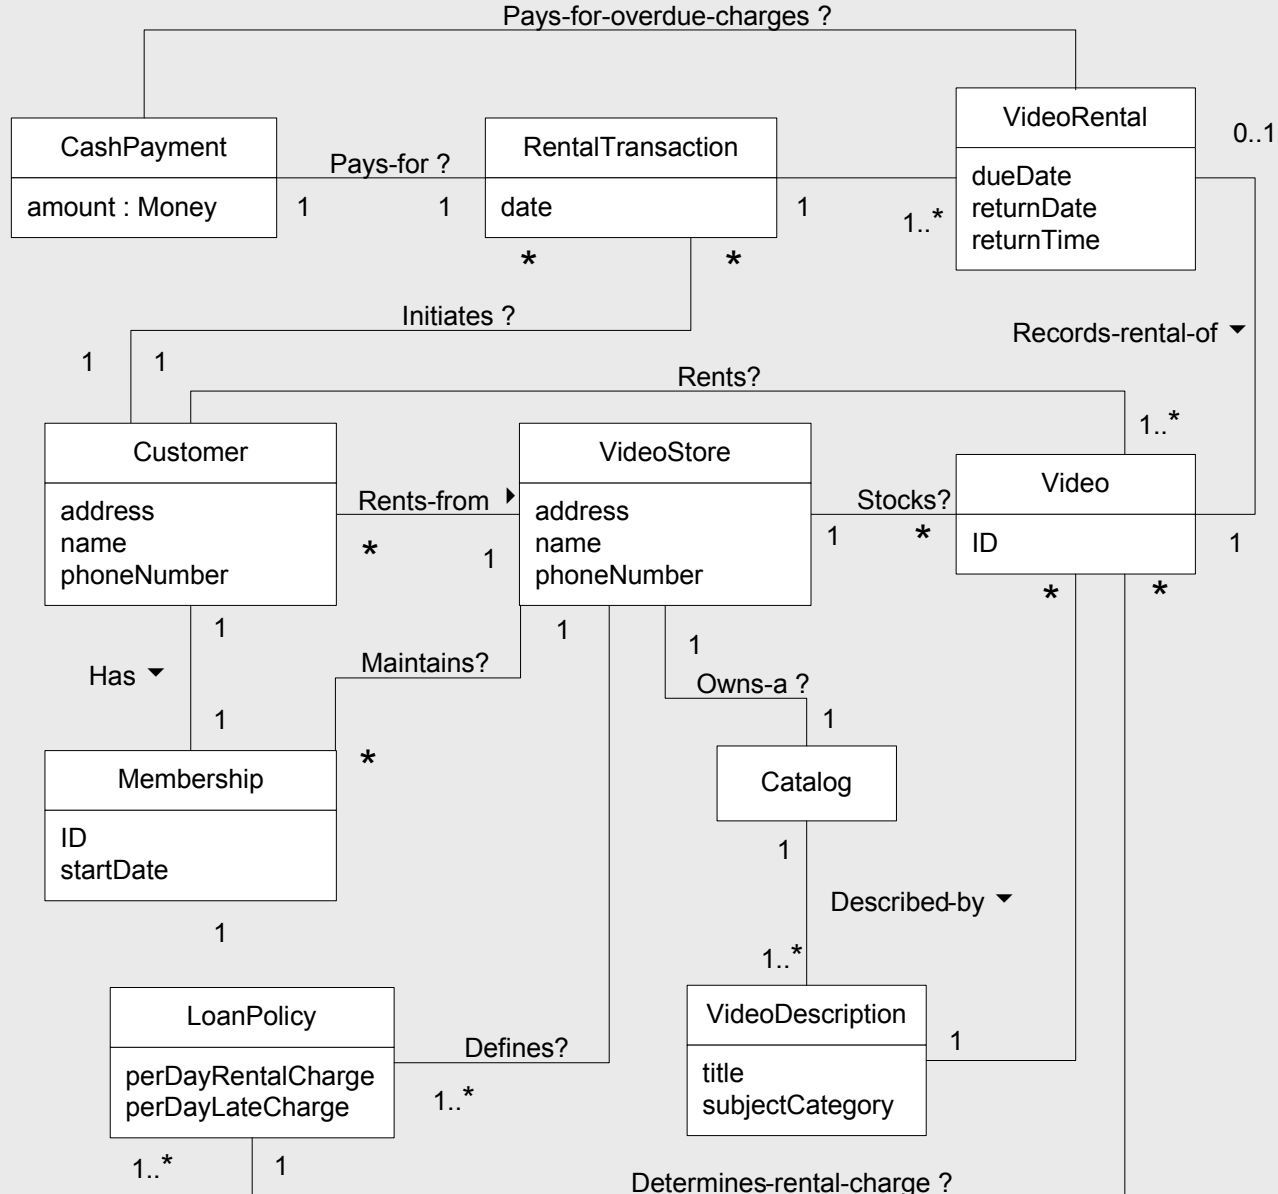 Pays-for-overdue-charges ?
CashPayment
amount : Money
Pays-for ?
1
1
RentalTransaction
date
1
1..*
VideoRental
dueDate
returnDate
returnTime
0..1
*
*
Initiates ?
1
1
Records-rental-of
Rents?
1..*
Customer
address
name
phoneNumber
Rents-from
*
1
VideoStore
address
name
phoneNumber
Stocks?
1
*
Video
ID
1
*
*
1
Has
1
Maintains?
1
1
Owns-a ?
1
*
Membership
ID
startDate
1
Catalog
1
Described-by
1..*
LoanPolicy
perDayRentalCharge
perDayLateCharge
Defines?
1..*
VideoDescription
title
subjectCategory
1
1..*
1
Determines-rental-charge ?